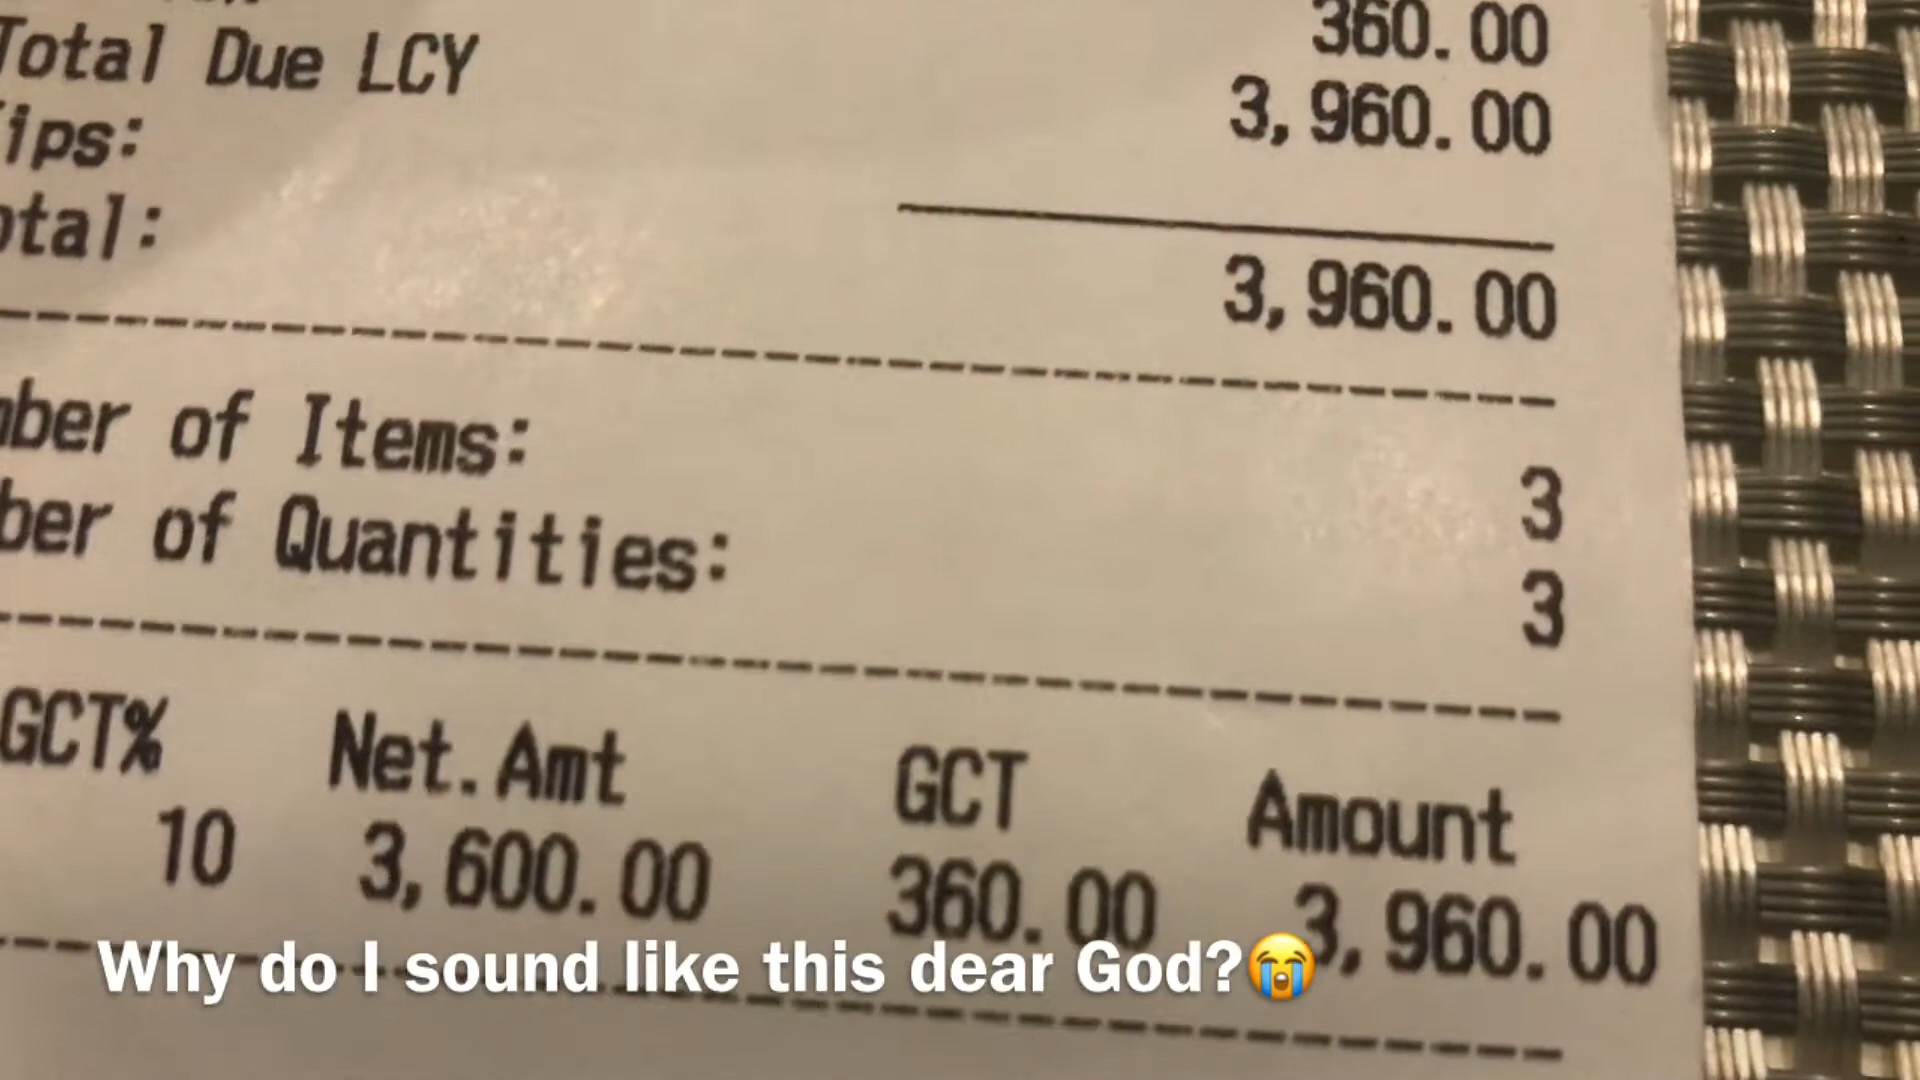 360.00
Total Due LCY 3,960.00
ips:
otal: 3,960.00
mber of Items: 3
ber of Quantities: 3
GCT% Net.Amt GCT Amount
10 3,600.00 360.00 3,960.00
Why do I sound like this dear God?😭